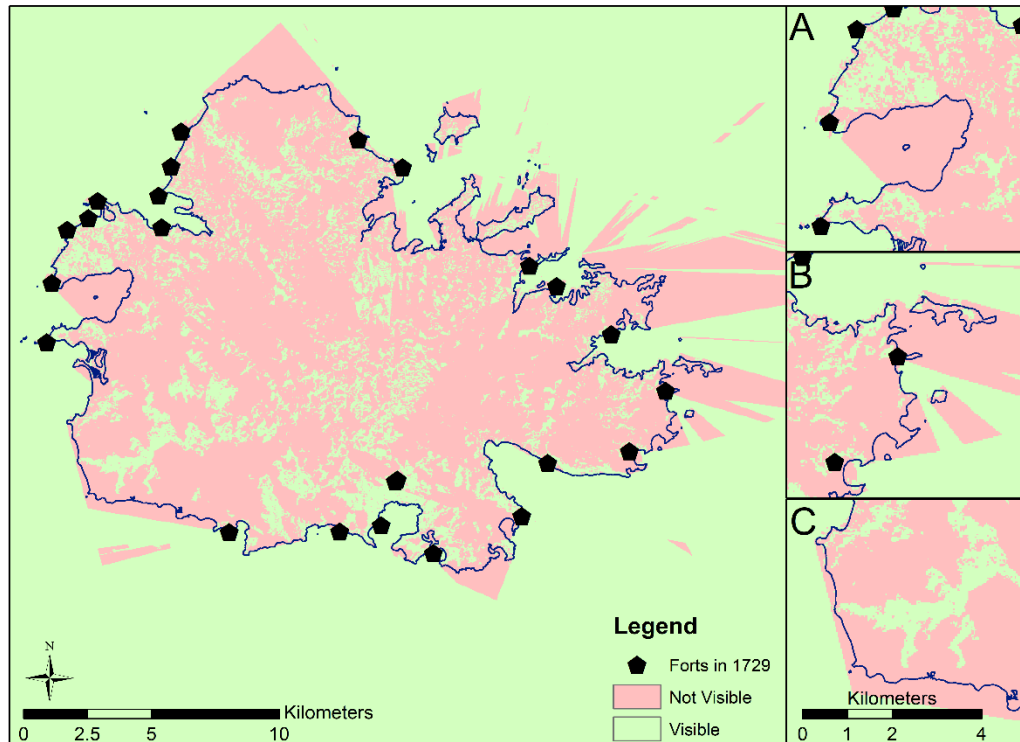 A
B
C
N
Legend
Forts in 1729
Not Visible
Visible
Kilometers
0 2.5 5 10
Kilometers
0 1 2 4